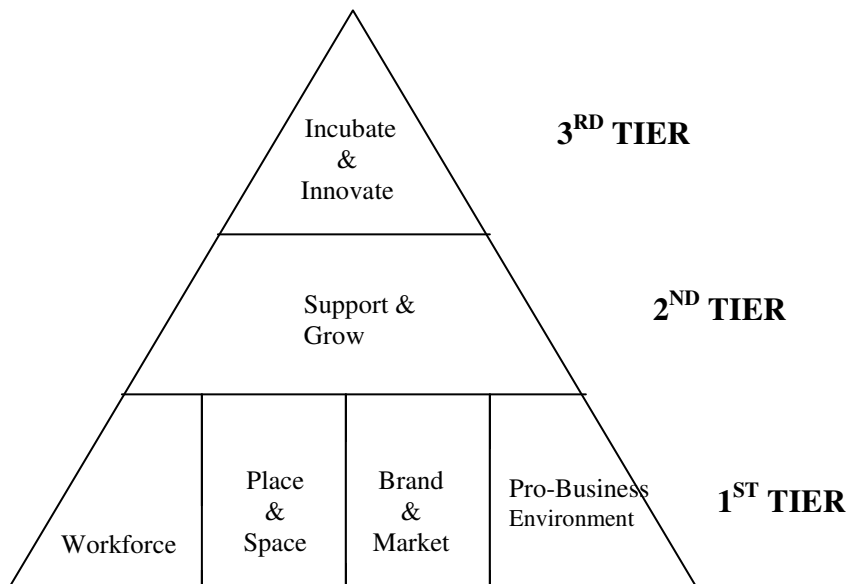 Incubate
&
Innovate
3RD TIER
Support &
Grow
2ND TIER
Workforce
Place
&
Space
Brand
&
Market
Pro-Business
Environment
1ST TIER